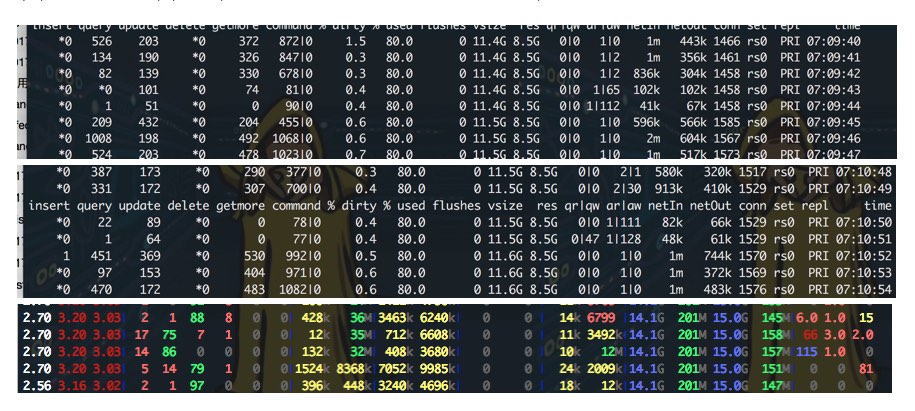 insert query update delete getmore command % dirty % used flushes vsize res qr|qw ar|aw netIn netOut conn set repl time
*0 526 203 *0 372 872|0 1.5 80.0 0 11.4G 8.5G 0|0 1|0 1m 443k 1466 rs0 PRI 07:09:40
*0 134 190 *0 326 847|0 0.3 80.0 0 11.4G 8.5G 0|0 1|2 1m 356k 1461 rs0 PRI 07:09:41
*0 82 139 *0 330 678|0 0.3 80.0 0 11.4G 8.5G 0|0 1|2 836k 304k 1458 rs0 PRI 07:09:42
*0 *0 101 *0 74 81|0 0.4 80.0 0 11.4G 8.5G 0|0 1|65 102k 102k 1458 rs0 PRI 07:09:43
*0 1 51 *0 0 90|0 0.4 80.0 0 11.4G 8.5G 0|0 1|112 41k 67k 1458 rs0 PRI 07:09:44
*0 209 432 *0 204 455|0 0.6 80.0 0 11.5G 8.5G 0|0 1|0 596k 566k 1585 rs0 PRI 07:09:45
*0 1008 198 *0 492 1068|0 0.6 80.0 0 11.5G 8.5G 0|0 1|0 2m 604k 1567 rs0 PRI 07:09:46
*0 524 203 *0 478 1023|0 0.7 80.0 0 11.5G 8.5G 0|0 1|0 1m 517k 1573 rs0 PRI 07:09:47
*0 387 173 *0 290 377|0 0.3 80.0 0 11.5G 8.5G 0|0 2|1 580k 320k 1517 rs0 PRI 07:10:48
*0 331 172 *0 307 700|0 0.4 80.0 0 11.5G 8.5G 0|0 2|30 913k 410k 1529 rs0 PRI 07:10:49
insert query update delete getmore command % dirty % used flushes vsize res qr|qw ar|aw netIn netOut conn set repl time
*0 22 89 *0 0 78|0 0.4 80.0 0 11.5G 8.5G 0|0 1|111 82k 66k 1529 rs0 PRI 07:10:50
*0 1 64 *0 0 77|0 0.4 80.0 0 11.5G 8.5G 0|47 1|128 48k 61k 1529 rs0 PRI 07:10:51
1 451 369 *0 530 992|0 0.5 80.0 0 11.6G 8.5G 0|0 1|0 1m 744k 1570 rs0 PRI 07:10:52
*0 97 153 *0 404 971|0 0.6 80.0 0 11.6G 8.5G 0|0 1|0 1m 372k 1569 rs0 PRI 07:10:53
*0 470 172 *0 483 1082|0 0.6 80.0 0 11.6G 8.5G 0|0 1|0 1m 483k 1576 rs0 PRI 07:10:54
2.70 3.20 3.03 2 1 88 8 0 0 428k 36M 3463 6240 0 0 14k 6799 14.1G 201M 15.0G 145M 6.0 1.0 15
2.70 3.20 3.03 17 75 7 1 0 0 12k 35M 712k 6608 0 0 11k 3492k 14.1G 201M 15.0G 158M 66 3.0 2.0
2.70 3.20 3.03 14 86 0 0 0 0 132k 32M 408k 3680 0 0 10k 12M 14.1G 201M 15.0G 157M 115 1.0 0
2.70 3.20 3.03 5 14 79 1 0 0 1524k 8368k 7052k 9985k 0 0 24k 2009k 14.1G 201M 15.0G 151M 0 0 81
2.56 3.16 3.02 2 1 97 0 0 0 396k 448k 3240k 4696k 0 0 18k 12k 14.1G 201M 15.0G 147M 0 0 0